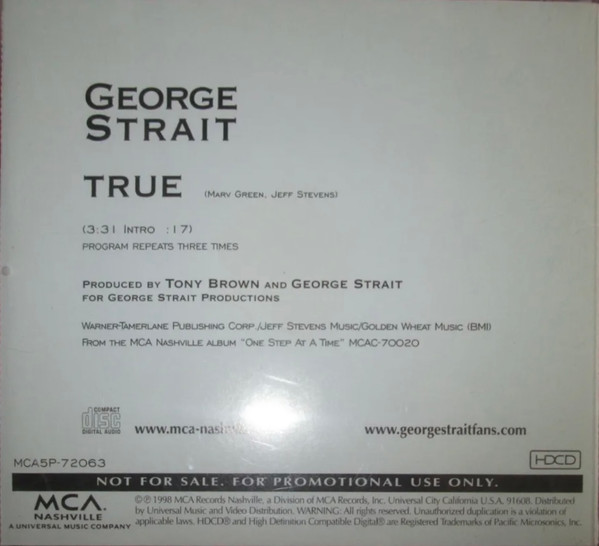 GEORGE
STRAIT
TRUE (MARV GREEN, JEFF STEVENS)
(3:31 INTRO :17)
PROGRAM REPEATS THREE TIMES
PRODUCED BY TONY BROWN AND GEORGE STRAIT
FOR GEORGE STRAIT PRODUCTIONS
WARNER-TAMERLANE PUBLISHING CORP./JEFF STEVENS MUSIC/GOLDEN WHEAT MUSIC (BMI)
FROM THE MCA NASHVILLE ALBUM "ONE STEP AT A TIME" MCAC-70020
COMPACT
disc
DIGITAL AUDIO
www.georgestraitfans.com
MCA5P-72063
HDCD
NOT FOR SALE. FOR PROMOTIONAL USE ONLY.
MCA.
NASHVILLE
A UNIVERSAL MUSIC COMPANY
©℗ 1998 MCA Records Nashville, a Division of MCA Records, Inc. Universal City California U.S.A. 91608. Distributed
by Universal Music and Video Distribution. WARNING: All rights reserved. Unauthorized duplication is a violation of
applicable laws. HDCD® and High Definition Compatible Digital® are Registered Trademarks of Pacific Microsonics, Inc.